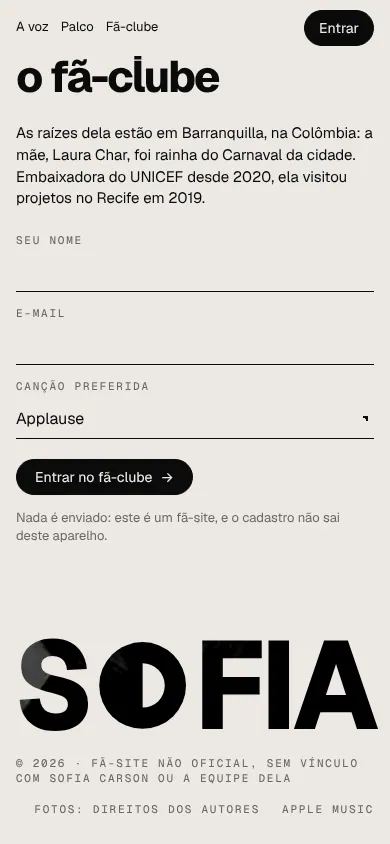 A voz Palco Fã-clube
Entrar
o fã-clube
As raízes dela estão em Barranquilla, na Colômbia: a
mãe, Laura Char, foi rainha do Carnaval da cidade.
Embaixadora do UNICEF desde 2020, ela visitou
projetos no Recife em 2019.
SEU NOME
E-MAIL
CANÇÃO PREFERIDA
Applause
Entrar no fã-clube →
Nada é enviado: este é um fã-site, e o cadastro não sai
deste aparelho.
SOFIA
© 2026 · FÃ-SITE NÃO OFICIAL, SEM VÍNCULO
COM SOFIA CARSON OU A EQUIPE DELA
FOTOS: DIREITOS DOS AUTORES APPLE MUSIC